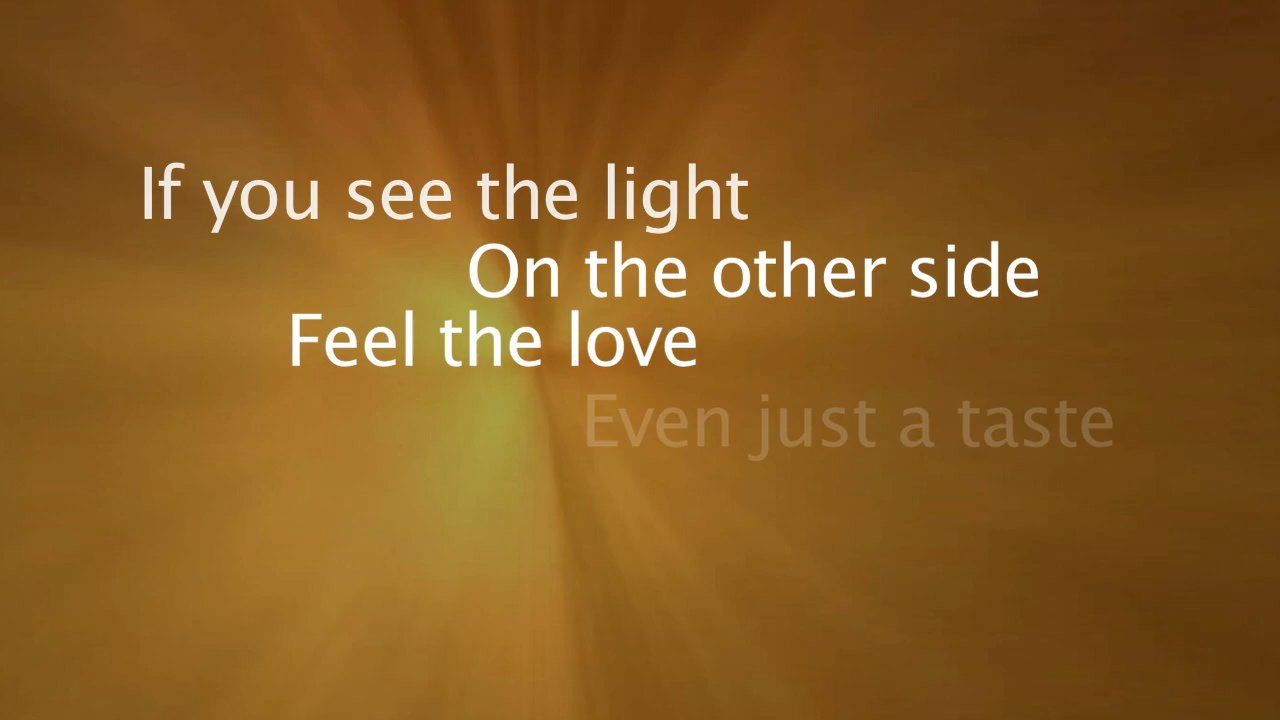 If you see the light
On the other side
Feel the love
Even just a taste